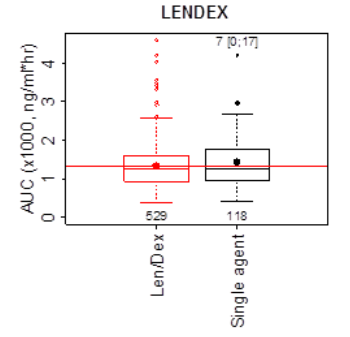 LENDEX
7 [0;17]
AUC (x1000, ng/ml*hr)
4
3
2
1
0
529
118
Len/Dex
Single agent